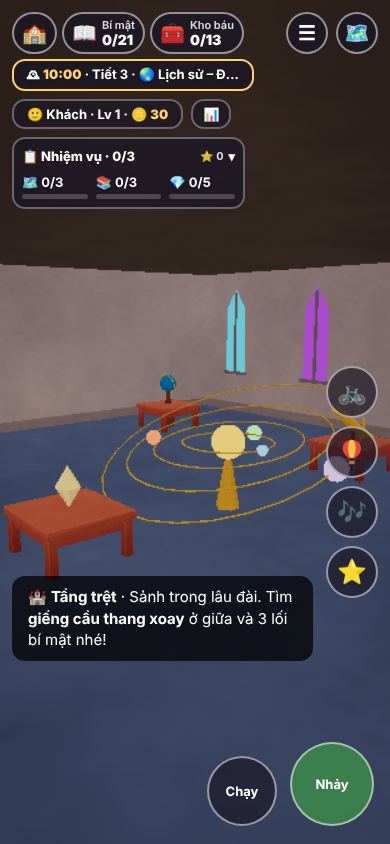 Bí mật
0/21
Kho báu
0/13
10:00 · Tiết 3 · Lịch sử – Đ...
Khách · Lv 1 · 30
Nhiệm vụ · 0/3
0 ▾
0/3
0/3
0/5
Tầng trệt · Sảnh trong lâu đài. Tìm
giếng cầu thang xoay ở giữa và 3 lối
bí mật nhé!
Chạy
Nhảy